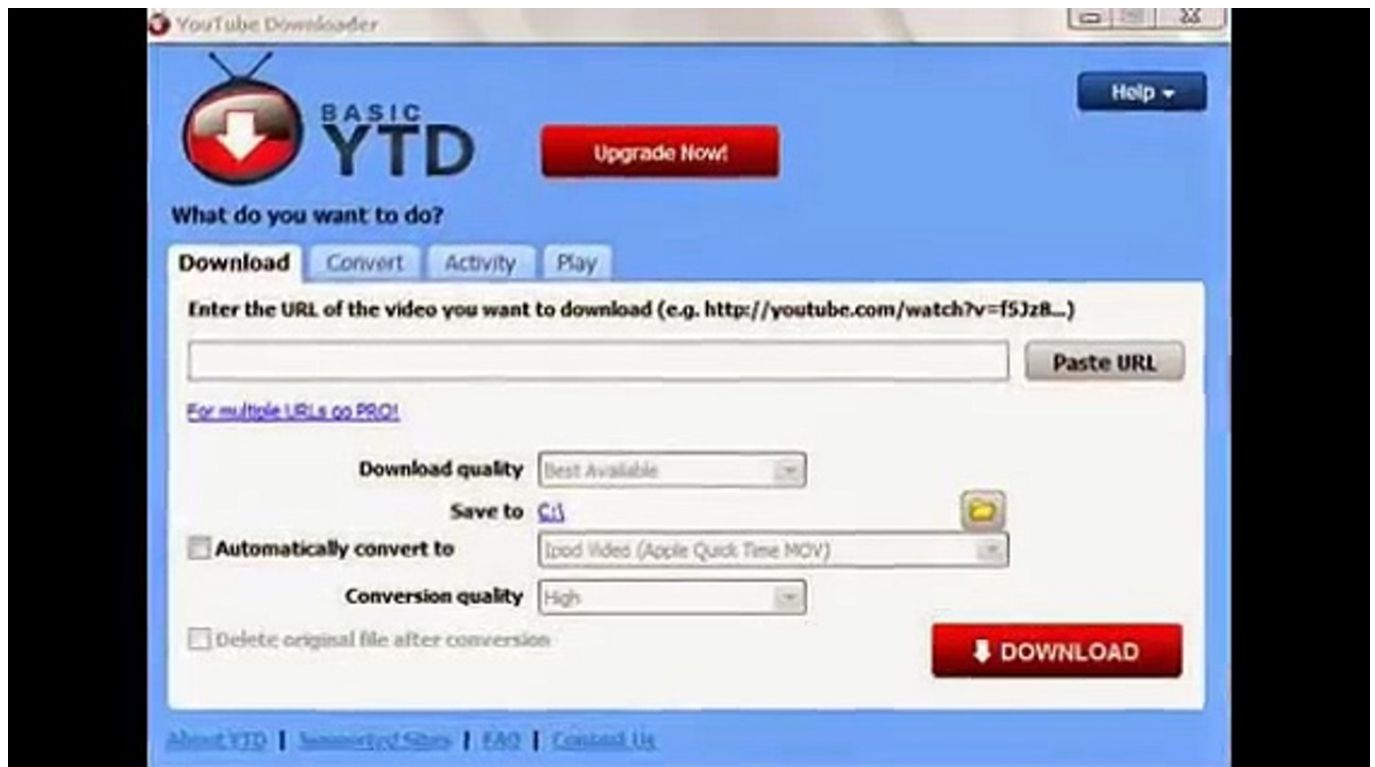 YouTube Downloader
Help
BASIC
YTD
Upgrade Now!
What do you want to do?
Download Convert Activity Play
Enter the URL of the video you want to download (e.g. http://youtube.com/watch?v=f5Jz8...)
Paste URL
For multiple URLs go PRO!
Download quality Best Available
Save to C:\
Automatically convert to Ipod Video (Apple Quick Time MOV)
Conversion quality High
Delete original file after conversion
DOWNLOAD
About YTD | Supported Sites | FAQ | Contact Us